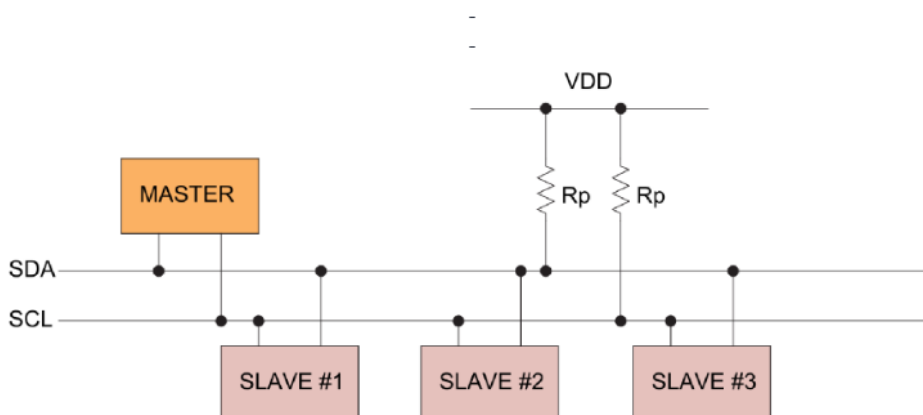 VDD
MASTER
Rp
Rp
SDA
SCL
SLAVE #1
SLAVE #2
SLAVE #3